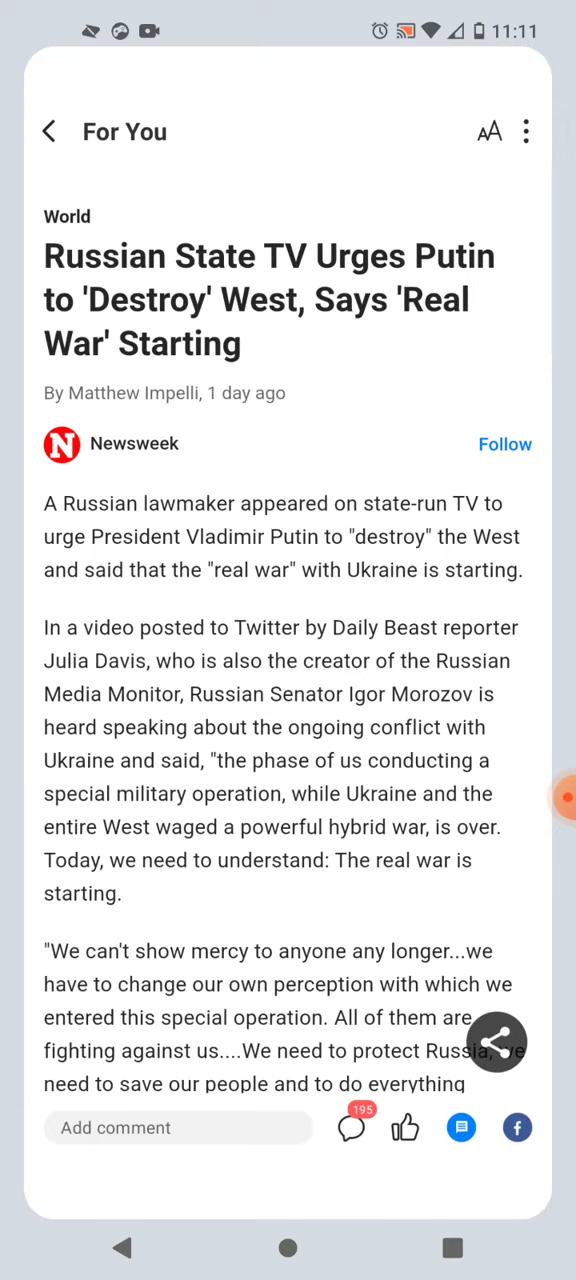 11:11
For You
AA
World
Russian State TV Urges Putin
to 'Destroy' West, Says 'Real
War' Starting
By Matthew Impelli, 1 day ago
N Newsweek Follow
A Russian lawmaker appeared on state-run TV to
urge President Vladimir Putin to "destroy" the West
and said that the "real war" with Ukraine is starting.
In a video posted to Twitter by Daily Beast reporter
Julia Davis, who is also the creator of the Russian
Media Monitor, Russian Senator Igor Morozov is
heard speaking about the ongoing conflict with
Ukraine and said, "the phase of us conducting a
special military operation, while Ukraine and the
entire West waged a powerful hybrid war, is over.
Today, we need to understand: The real war is
starting.
"We can't show mercy to anyone any longer...we
have to change our own perception with which we
entered this special operation. All of them are
fighting against us....We need to protect Russia, we
need to save our people and to do everything
195
Add comment
f